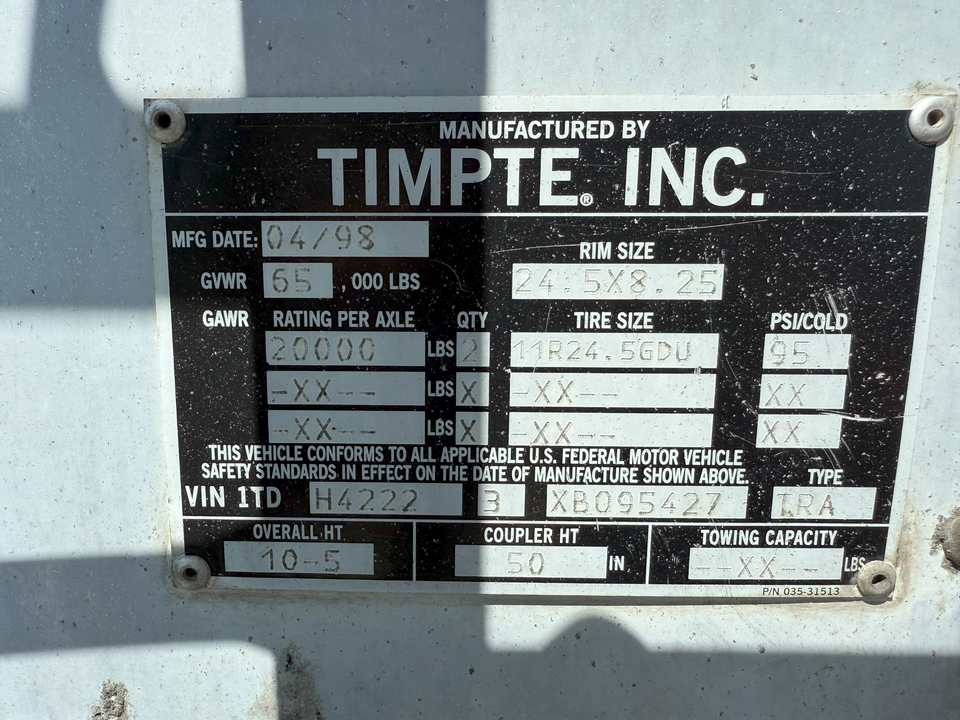 MANUFACTURED BY
TIMPTE® INC.
MFG DATE: 04/98
RIM SIZE
GVWR 65 ,000 LBS 24.5X8.25
GAWR RATING PER AXLE QTY TIRE SIZE PSI/COLD
20000 LBS 2 11R24.5GDU 95
-XX-- LBS X -XX-- XX
-XX-- LBS X -XX-- XX
THIS VEHICLE CONFORMS TO ALL APPLICABLE U.S. FEDERAL MOTOR VEHICLE
SAFETY STANDARDS IN EFFECT ON THE DATE OF MANUFACTURE SHOWN ABOVE. TYPE
VIN 1TD H4222 3 XB095427 TRA
OVERALL HT COUPLER HT TOWING CAPACITY
10-5 50 IN --XX-- LBS
P/N 035-31513